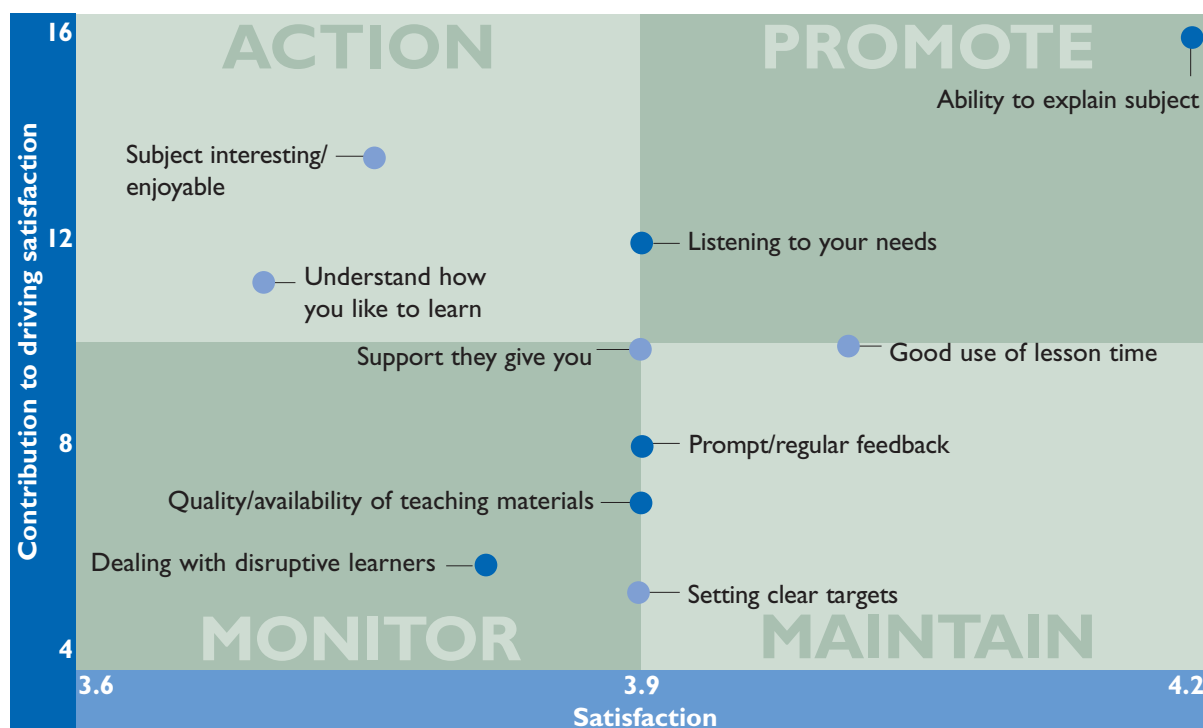 16
ACTION
PROMOTE
Ability to explain subject
Subject interesting/
enjoyable
12
Listening to your needs
Understand how
you like to learn
Support they give you
Good use of lesson time
8
Prompt/regular feedback
Quality/availability of teaching materials
Dealing with disruptive learners
Setting clear targets
MONITOR
MAINTAIN
4
Contribution to driving satisfaction
3.6
3.9
4.2
Satisfaction